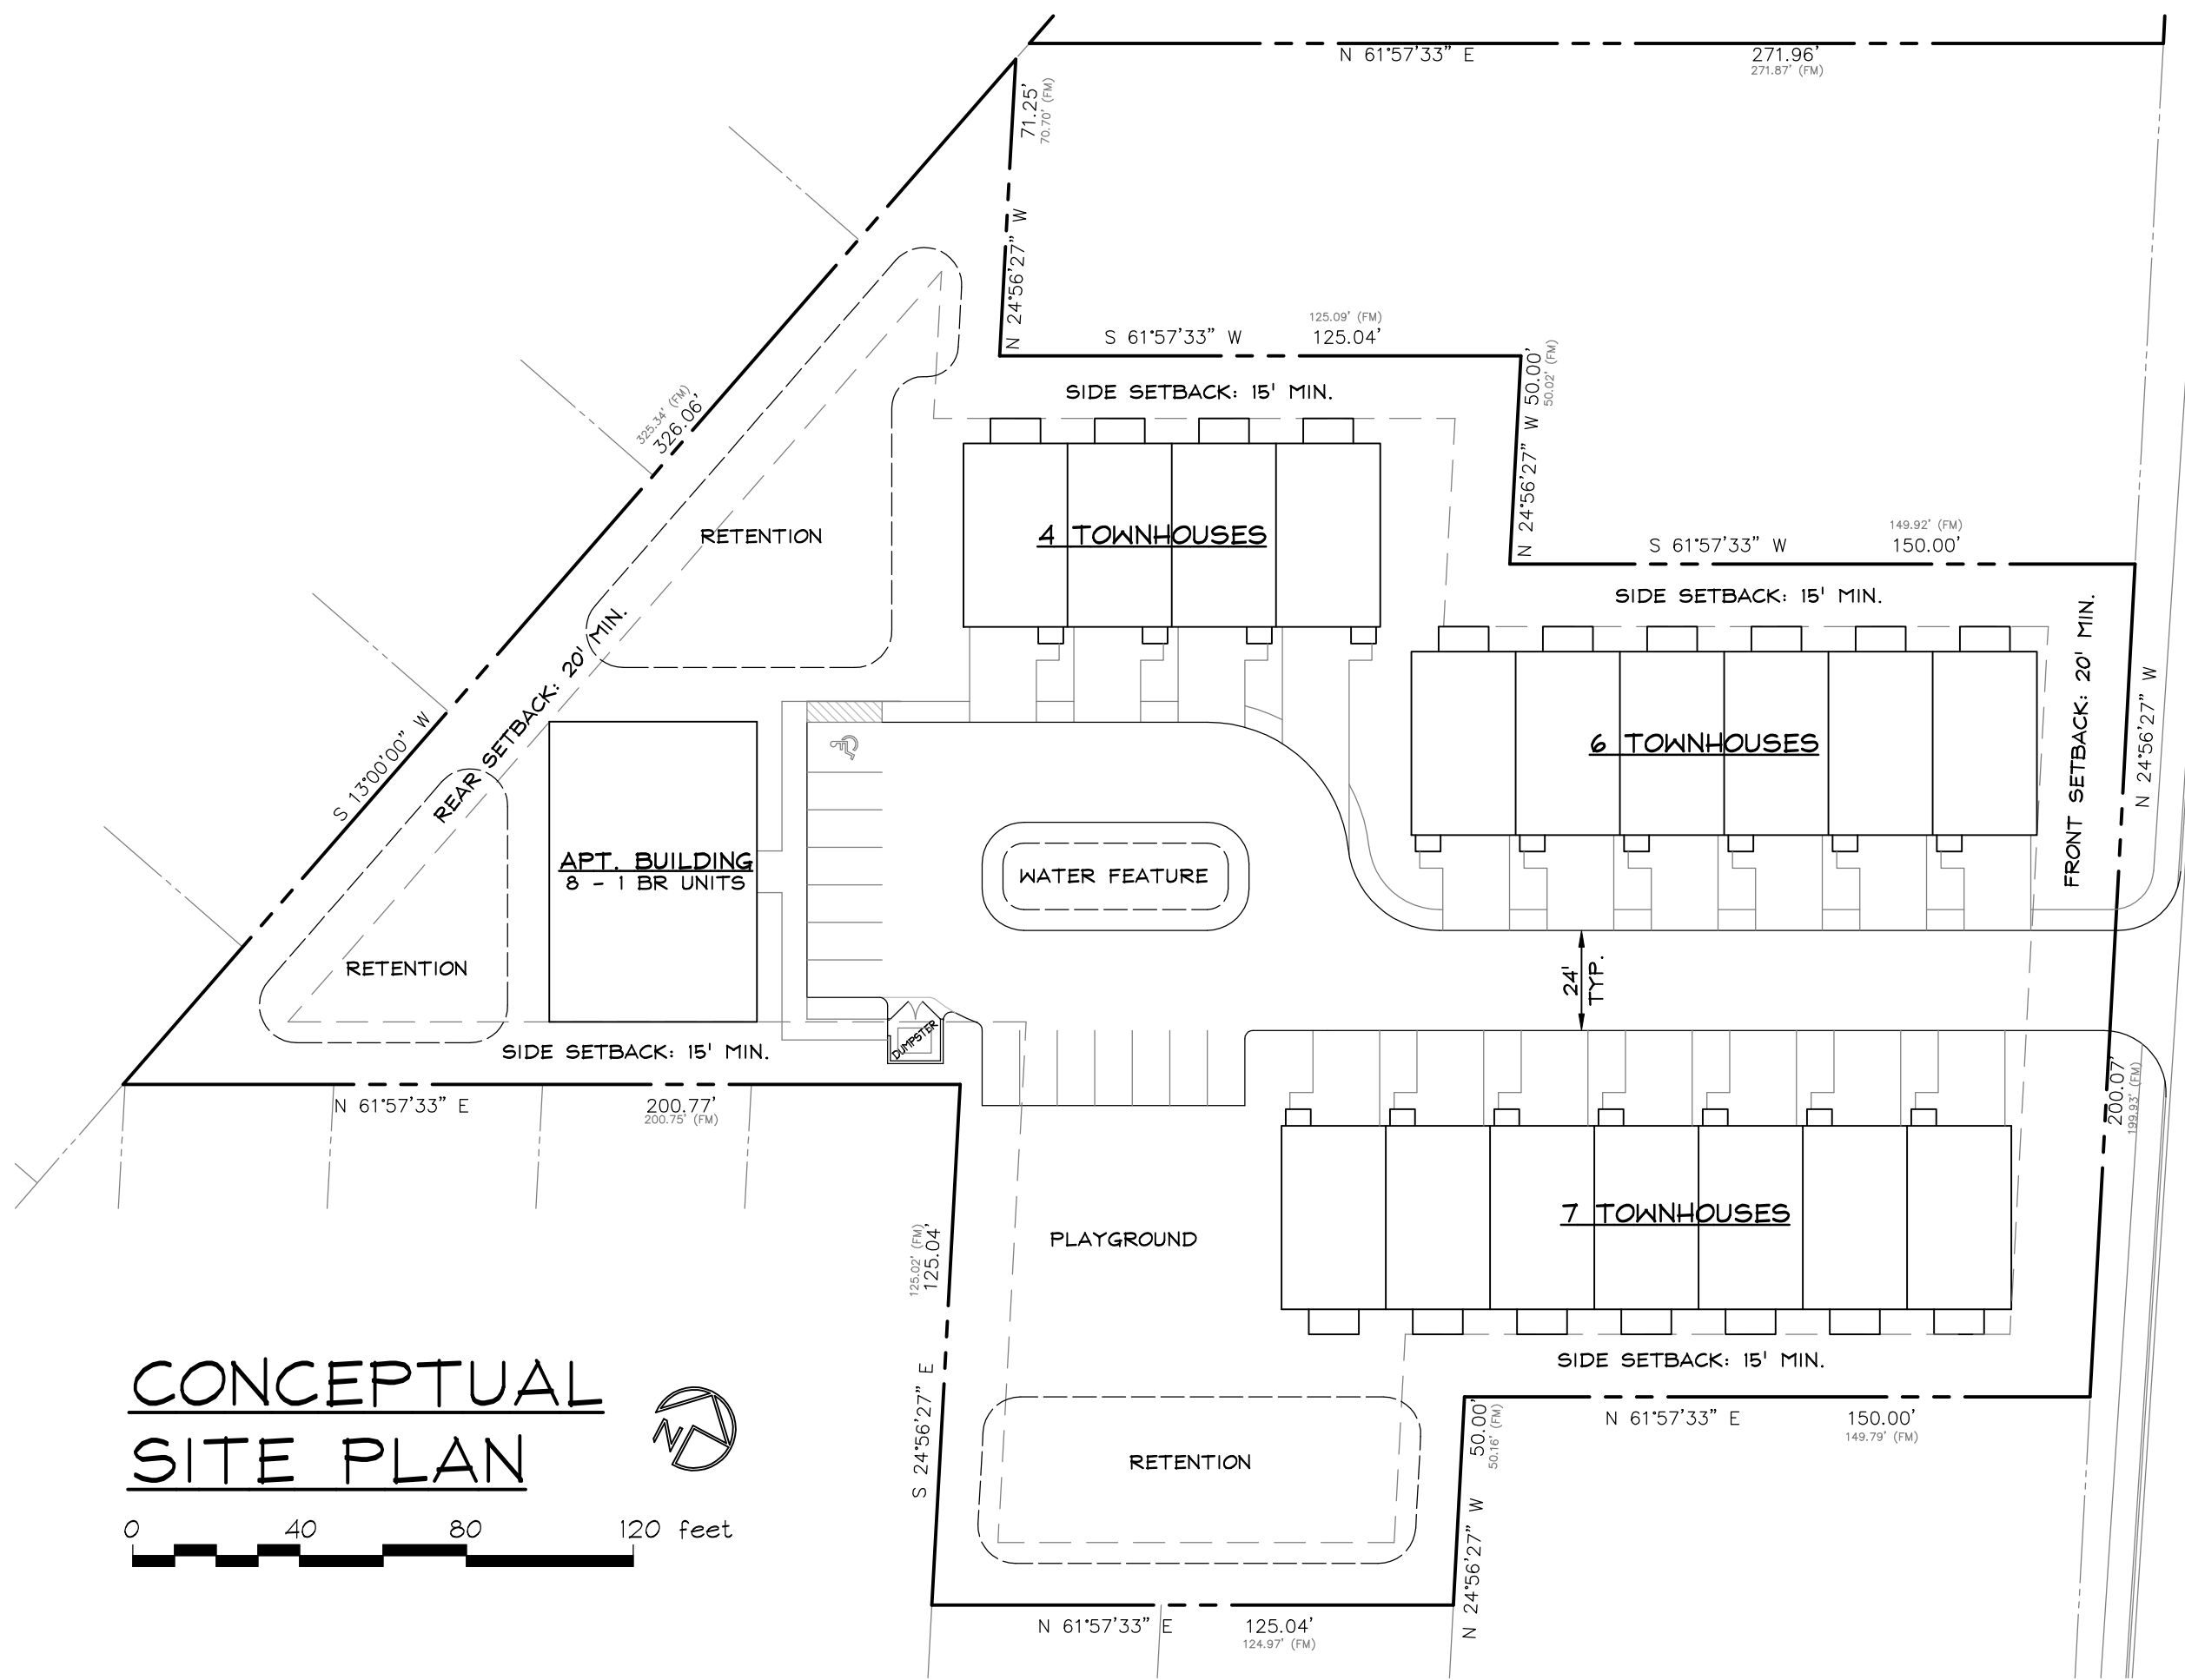 N 61°57'33" E
271.96'
271.87' (FM)
71.25'
70.70' (FM)
N 24°56'27" W
125.09' (FM)
S 61°57'33" W
125.04'
SIDE SETBACK: 15' MIN.
N 24°56'27" W 50.00'
50.02' (FM)
325.34' (FM)
326.06'
149.92' (FM)
S 61°57'33" W
150.00'
SIDE SETBACK: 15' MIN.
RETENTION
4 TOWNHOUSES
FRONT SETBACK: 20' MIN.
N 24°56'27" W
S 13°00'00" W
REAR SETBACK: 20' MIN.
6 TOWNHOUSES
APT. BUILDING
8 - 1 BR UNITS
WATER FEATURE
RETENTION
24'
TYP.
DUMPSTER
SIDE SETBACK: 15' MIN.
N 61°57'33" E
200.77'
200.75' (FM)
200.07'
199.93' (FM)
125.02' (FM)
125.04'
S 24°56'27" E
PLAYGROUND
7 TOWNHOUSES
SIDE SETBACK: 15' MIN.
N 61°57'33" E
150.00'
149.79' (FM)
RETENTION
N 24°56'27" W 50.00'
50.16' (FM)
N 61°57'33" E
125.04'
124.97' (FM)
CONCEPTUAL
SITE PLAN
N
0 40 80 120 feet